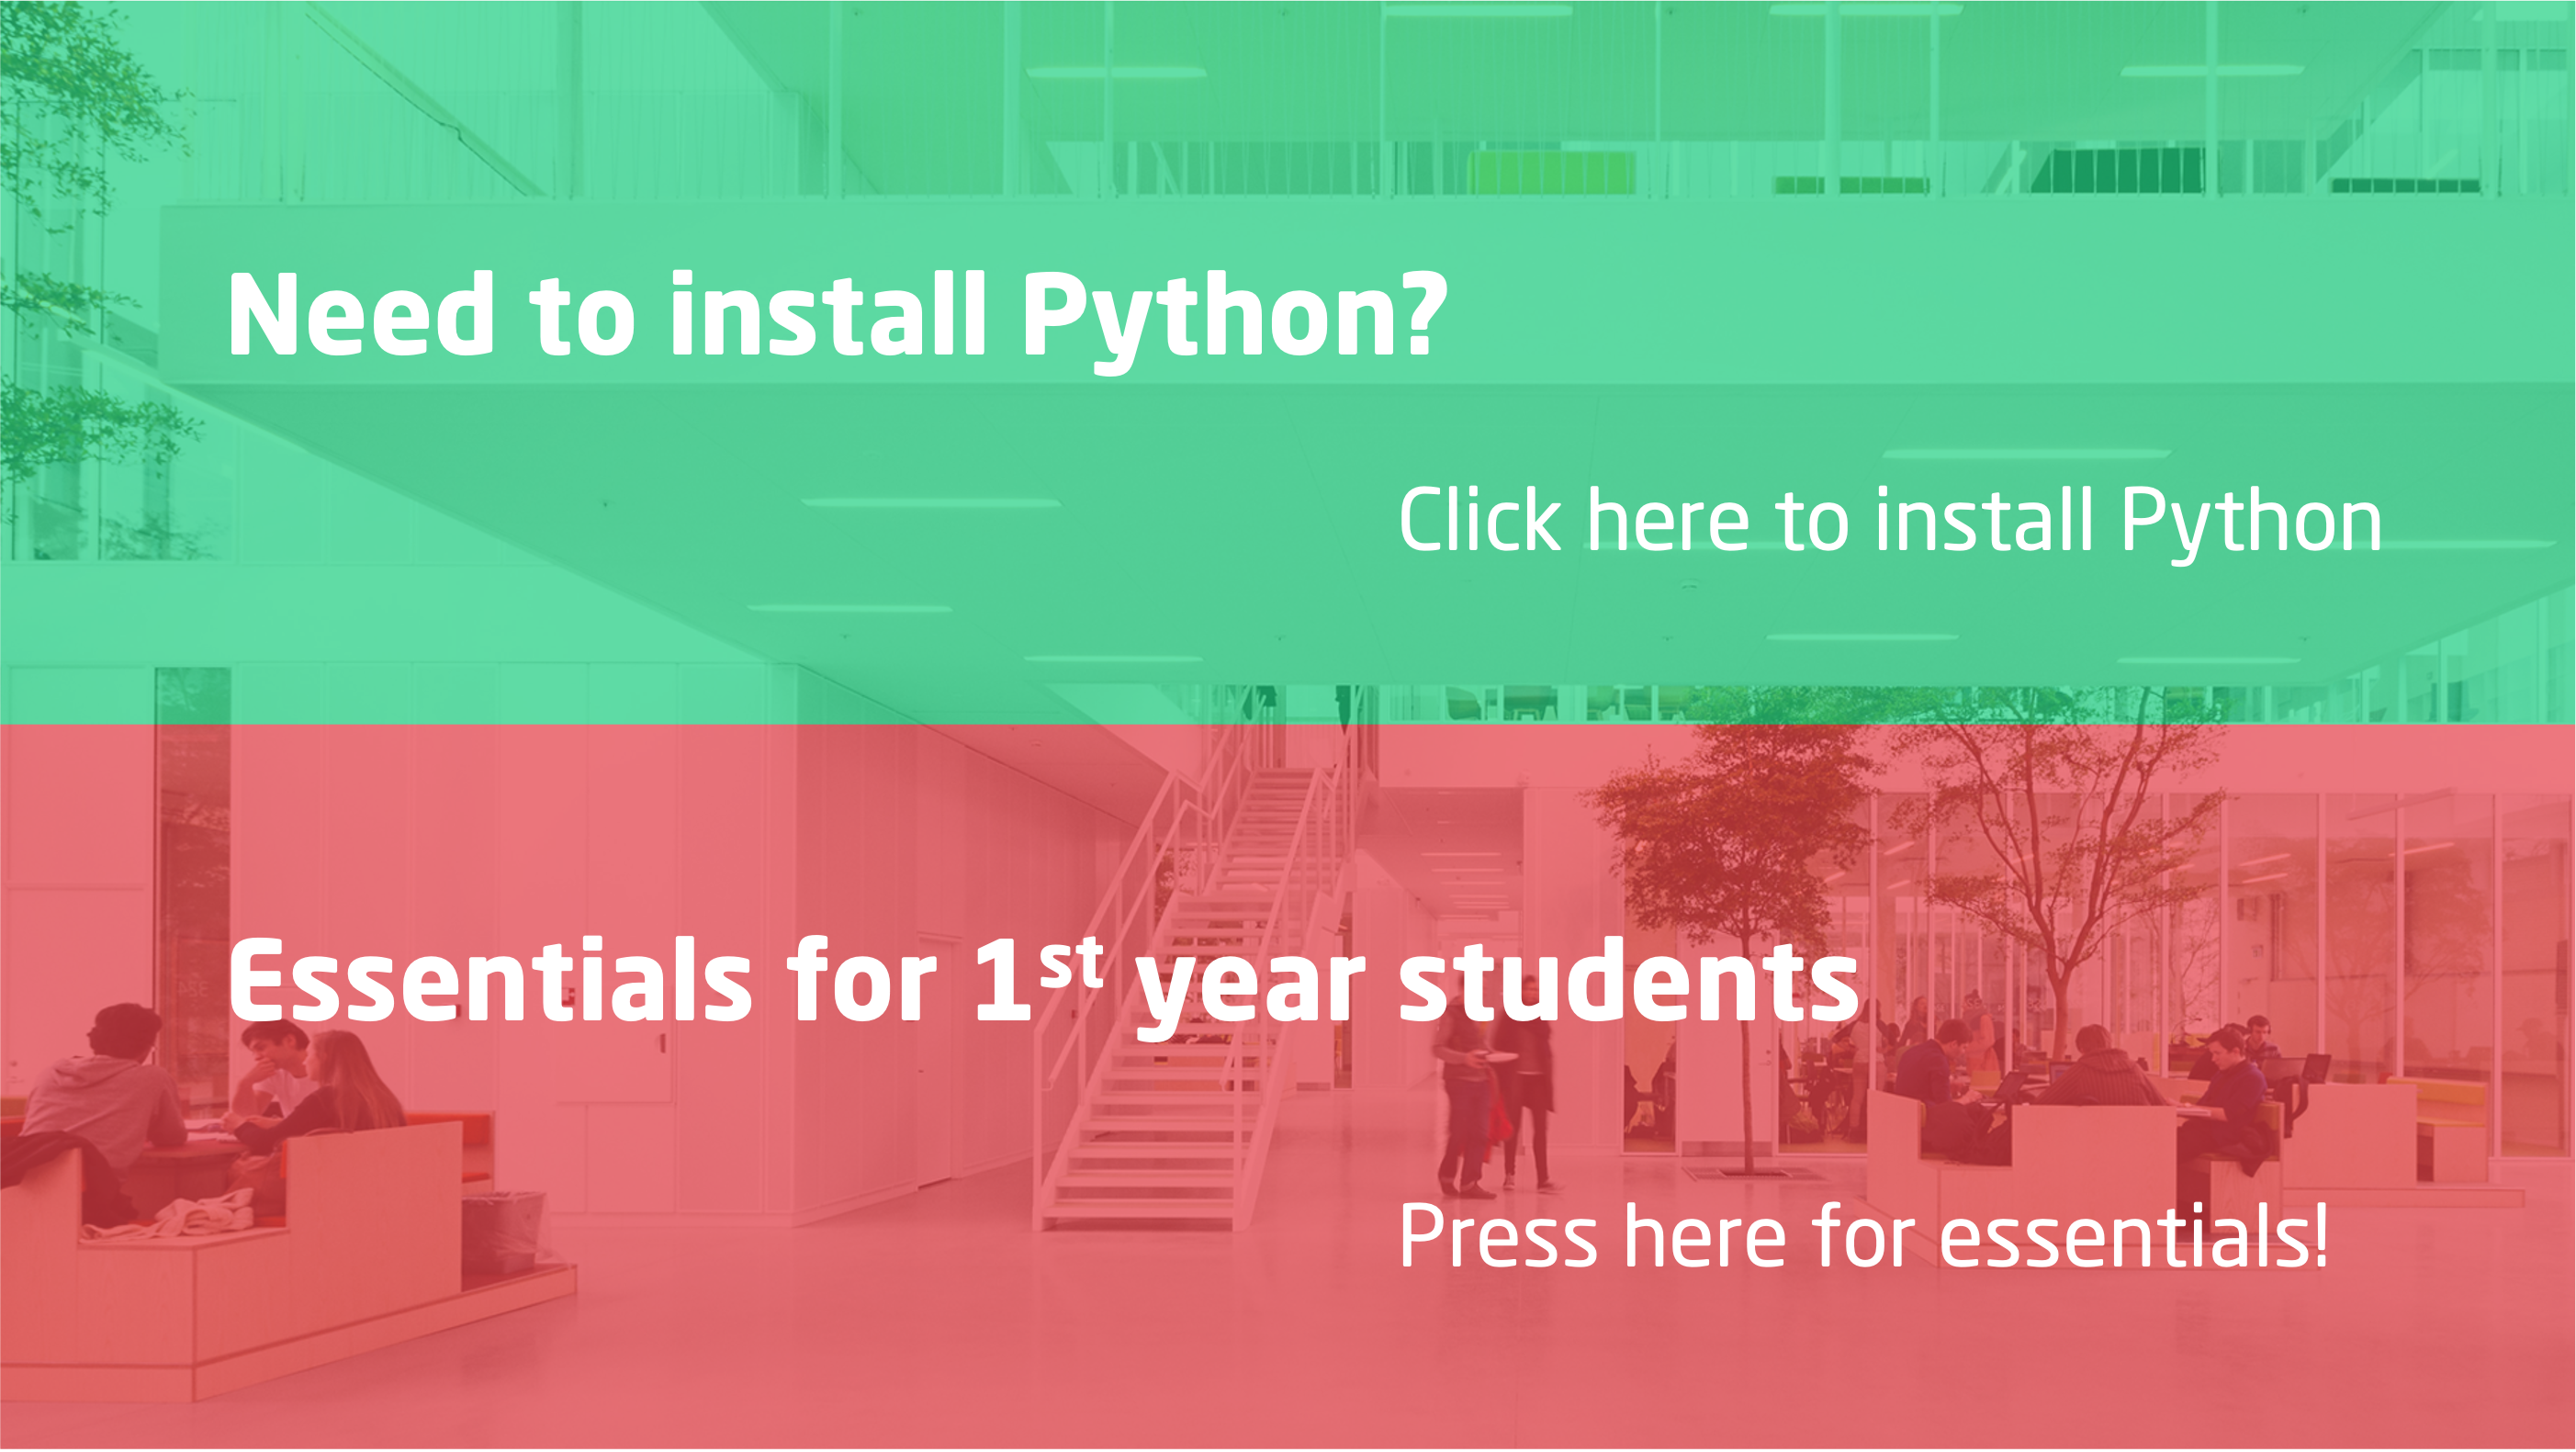 Need to install Python?
Click here to install Python
Essentials for 1st year students
Press here for essentials!